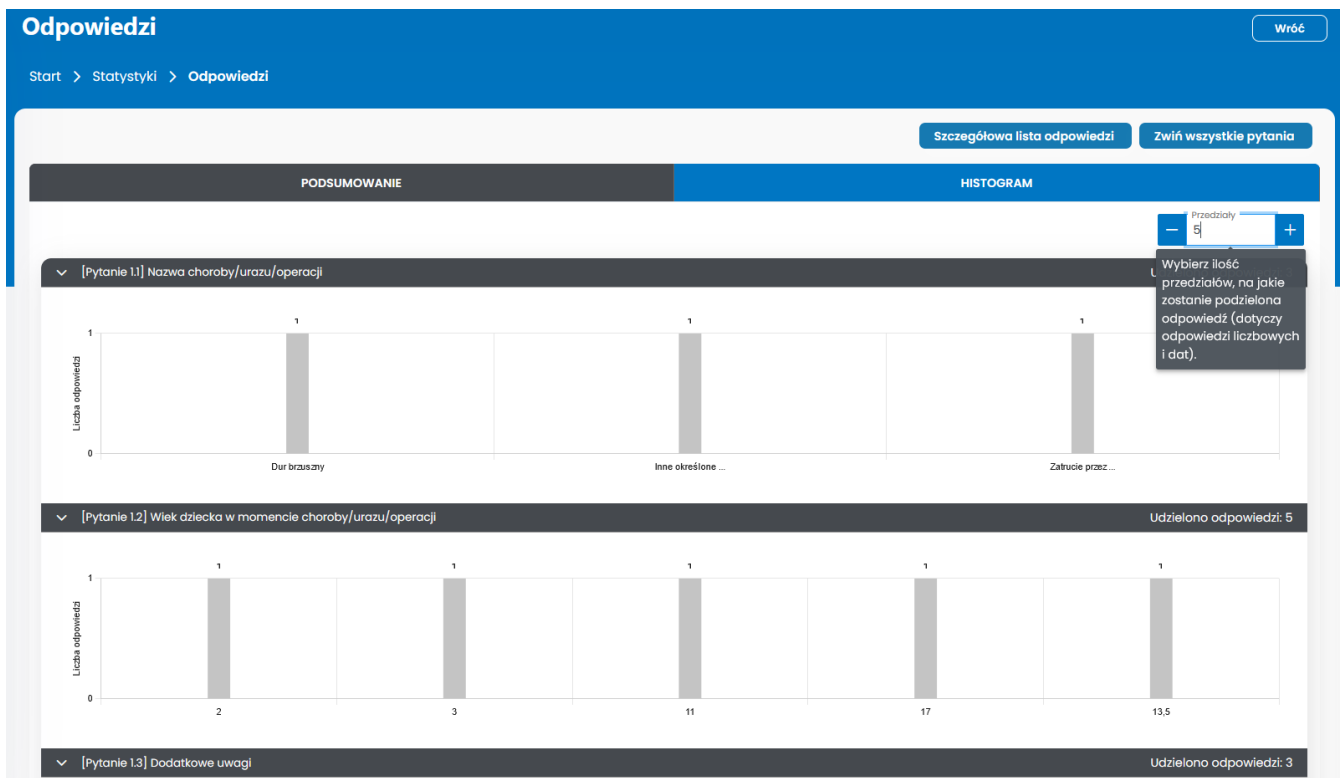 Odpowiedzi
Wróć
Start > Statystyki > Odpowiedzi
Szczegółowa lista odpowiedzi
Zwiń wszystkie pytania
PODSUMOWANIE
HISTOGRAM
Przedziały
5
[Pytanie 1.1] Nazwa choroby/urazu/operacji
Wybierz ilość
przedziałów, na jakie
zostanie podzielona
odpowiedź (dotyczy
odpowiedzi liczbowych
i dat).
1 1 1
1
Liczba odpowiedzi
0
Dur brzuszny
Inne określone ...
Zatrucie przez ...
[Pytanie 1.2] Wiek dziecka w momencie choroby/urazu/operacji
Udzielono odpowiedzi: 5
1 1 1 1 1
1
Liczba odpowiedzi
0
2 3 11 17 13,5
[Pytanie 1.3] Dodatkowe uwagi
Udzielono odpowiedzi: 3